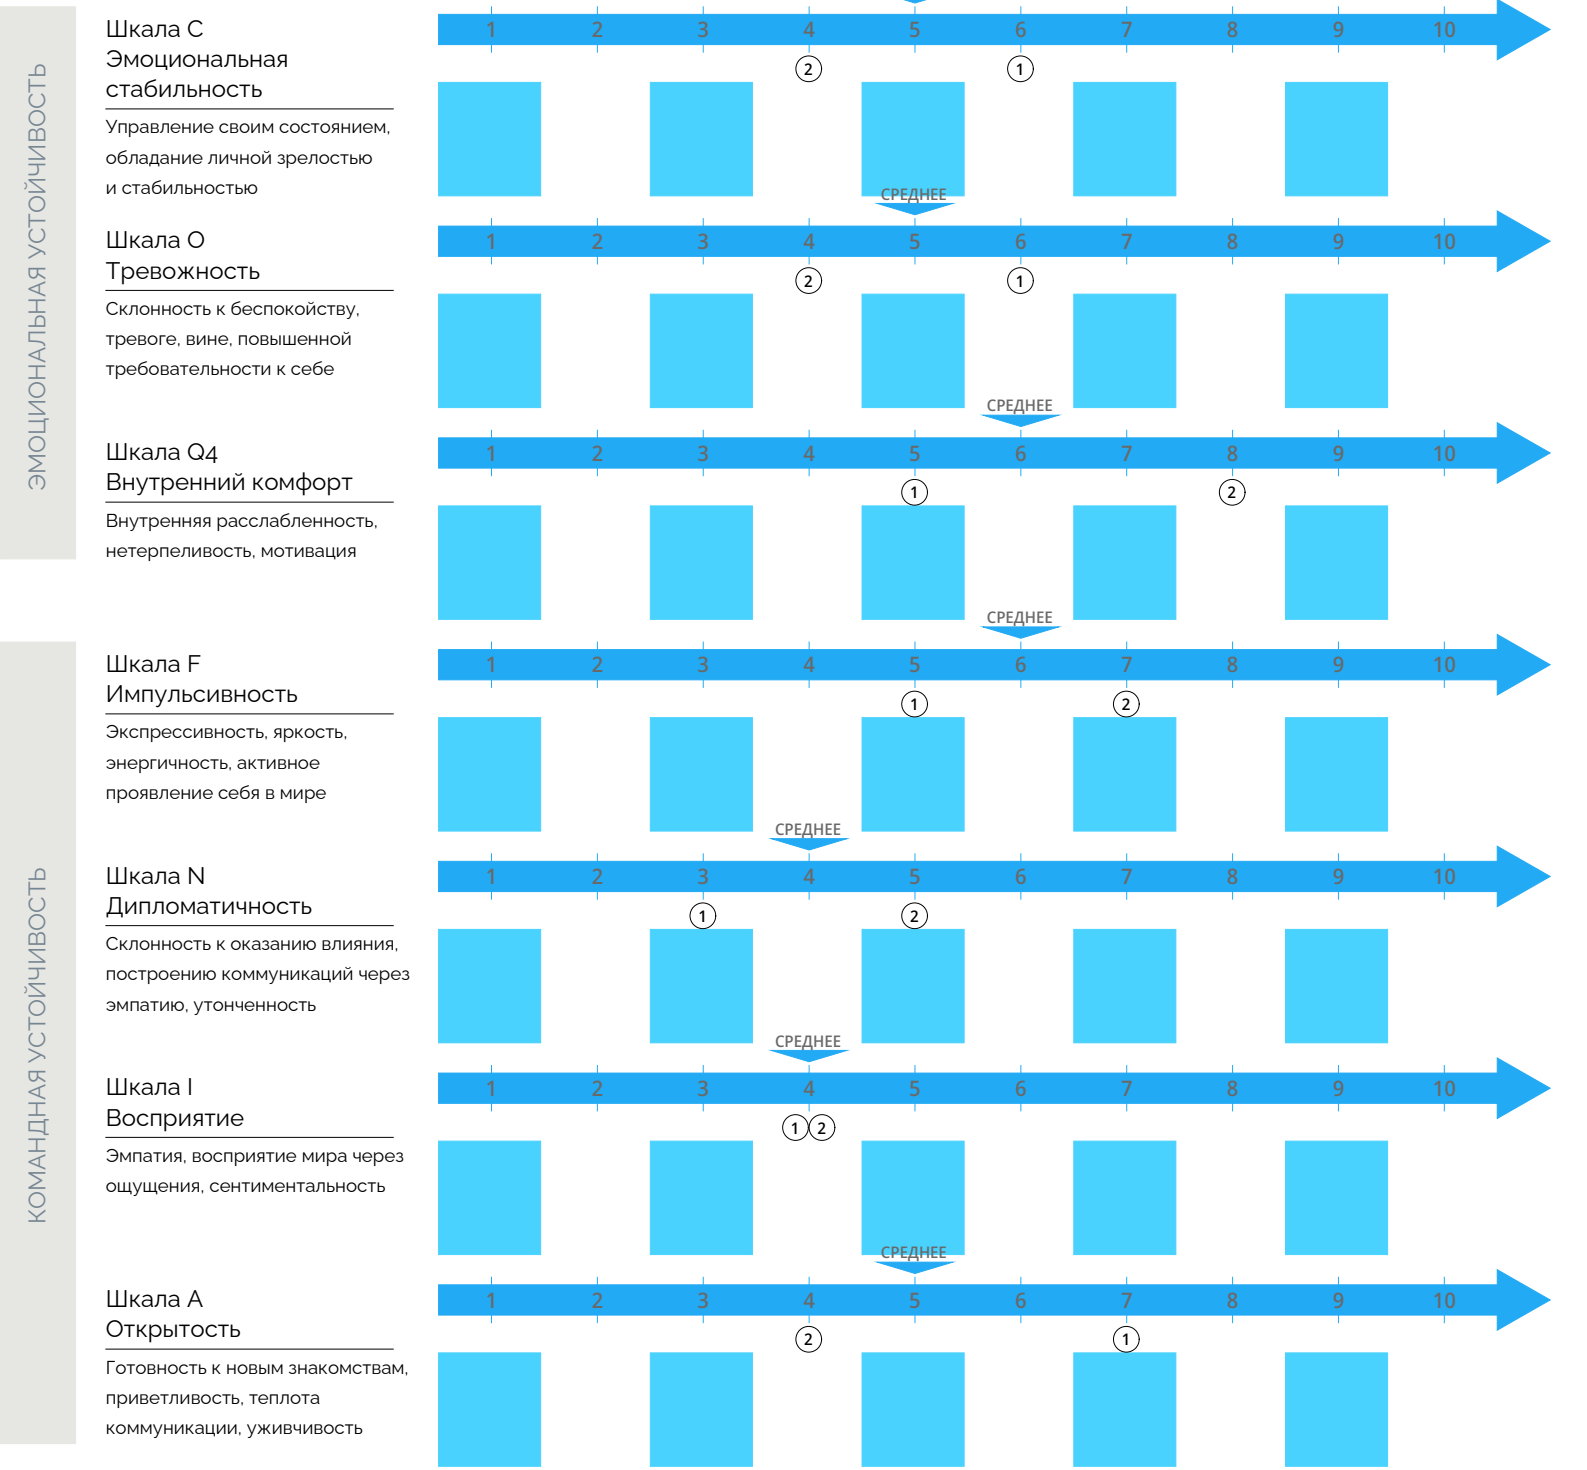 ЭМОЦИОНАЛЬНАЯ УСТОЙЧИВОСТЬ
Шкала C
Эмоциональная
стабильность
Управление своим состоянием,
обладание личной зрелостью
и стабильностью
1 2 3 4 5 6 7 8 9 10
2 1
СРЕДНЕЕ
Шкала O
Тревожность
Склонность к беспокойству,
тревоге, вине, повышенной
требовательности к себе
1 2 3 4 5 6 7 8 9 10
2 1
СРЕДНЕЕ
Шкала Q4
Внутренний комфорт
Внутренняя расслабленность,
нетерпеливость, мотивация
1 2 3 4 5 6 7 8 9 10
1 2
КОМАНДНАЯ УСТОЙЧИВОСТЬ
СРЕДНЕЕ
Шкала F
Импульсивность
Экспрессивность, яркость,
энергичность, активное
проявление себя в мире
1 2 3 4 5 6 7 8 9 10
1 2
СРЕДНЕЕ
Шкала N
Дипломатичность
Склонность к оказанию влияния,
построению коммуникаций через
эмпатию, утонченность
1 2 3 4 5 6 7 8 9 10
1 2
СРЕДНЕЕ
Шкала I
Восприятие
Эмпатия, восприятие мира через
ощущения, сентиментальность
1 2 3 4 5 6 7 8 9 10
1 2
СРЕДНЕЕ
Шкала A
Открытость
Готовность к новым знакомствам,
приветливость, теплота
коммуникации, уживчивость
1 2 3 4 5 6 7 8 9 10
2 1